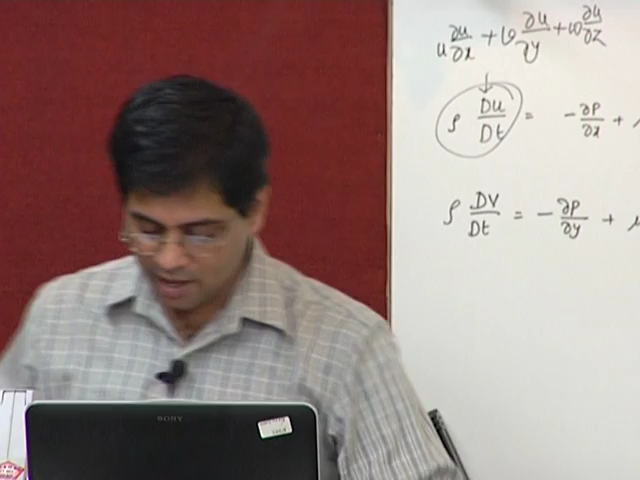 u ∂u/∂x + v ∂u/∂y + w ∂u/∂z
ρ Du/Dt = - ∂P/∂x +
ρ DV/Dt = - ∂P/∂y + μ
SONY